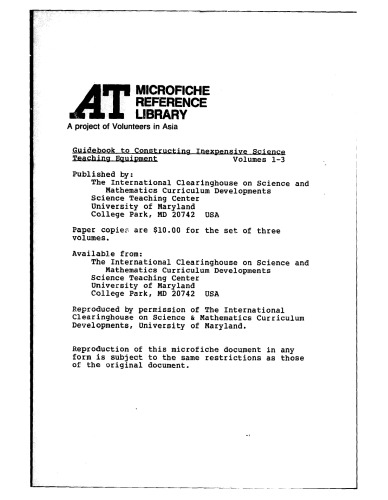 AT MICROFICHE
REFERENCE
LIBRARY
A project of Volunteers in Asia
Guidebook to Constructing Inexpensive Science
Teaching Equipment Volumes 1-3
Published by:
The International Clearinghouse on Science and
Mathematics Curriculum Developments
Science Teaching Center
University of Maryland
College Park, MD 20742 USA
Paper copies are $10.00 for the set of three
volumes.
Available from:
The International Clearinghouse on Science and
Mathematics Curriculum Developments
Science Teaching Center
University of Maryland
College Park, MD 20742 USA
Reproduced by permission of The International
Clearinghouse on Science & Mathematics Curriculum
Developments, University of Maryland.
Reproduction of this microfiche document in any
form is subject to the same restrictions as those
of the original document.